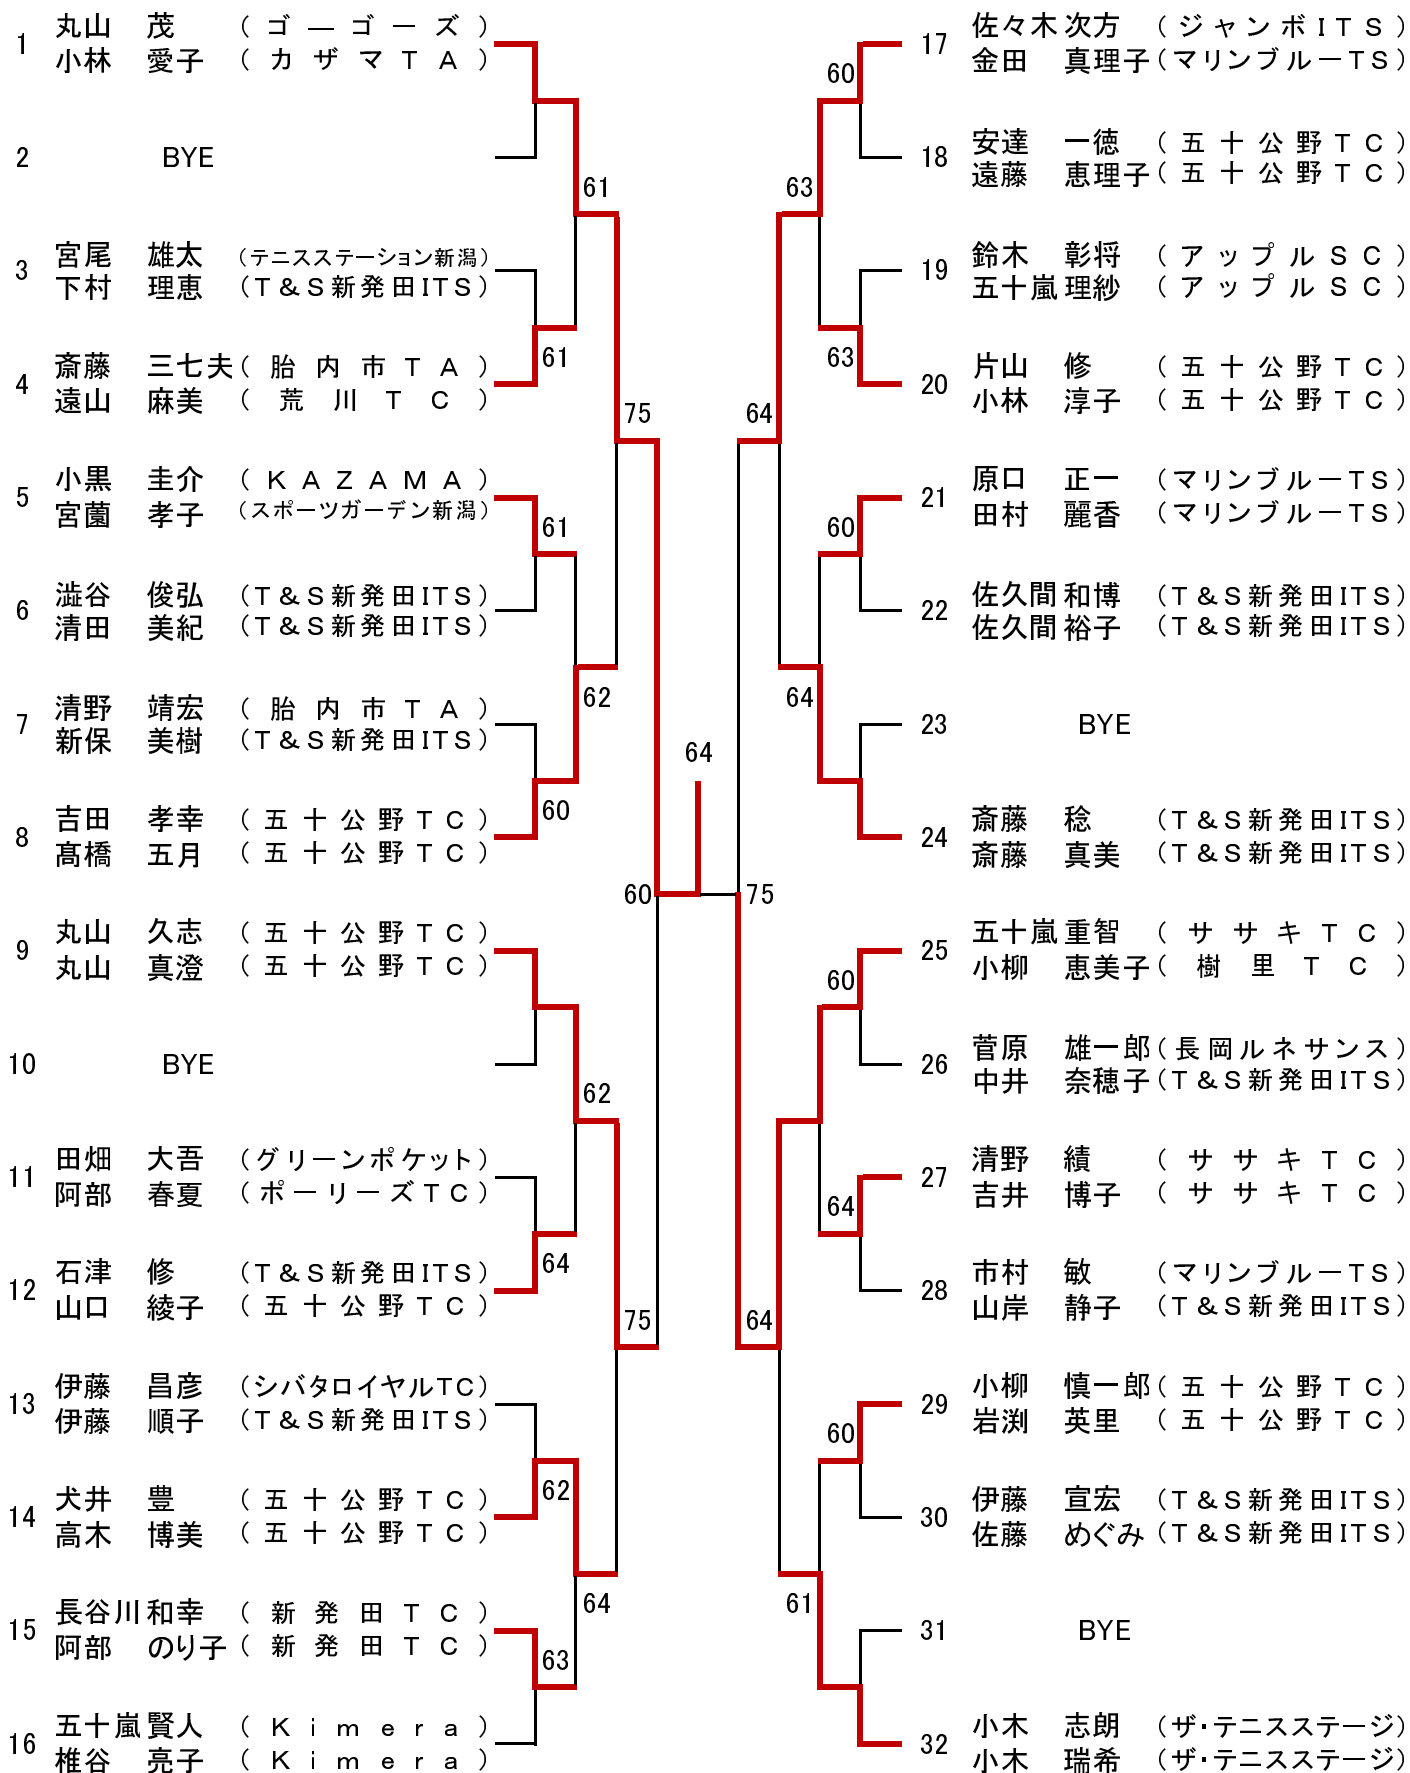 1 丸山 茂 (ゴーゴーズ)
小林 愛子 (カザマTA)
2 BYE
3 宮尾 雄太 (テニスステーション新潟)
下村 理恵 (T&S新発田ITS)
4 斎藤 三七夫 (胎内市TA)
遠山 麻美 (荒川TC)
5 小黒 圭介 (KAZAMA)
宮薗 孝子 (スポーツガーデン新潟)
6 澁谷 俊弘 (T&S新発田ITS)
清田 美紀 (T&S新発田ITS)
7 清野 靖宏 (胎内市TA)
新保 美樹 (T&S新発田ITS)
8 吉田 孝幸 (五十公野TC)
髙橋 五月 (五十公野TC)
9 丸山 久志 (五十公野TC)
丸山 真澄 (五十公野TC)
10 BYE
11 田畑 大吾 (グリーンポケット)
阿部 春夏 (ポーリーズTC)
12 石津 修 (T&S新発田ITS)
山口 綾子 (五十公野TC)
13 伊藤 昌彦 (シバタロイヤルTC)
伊藤 順子 (T&S新発田ITS)
14 犬井 豊 (五十公野TC)
高木 博美 (五十公野TC)
15 長谷川 和幸 (新発田TC)
阿部 のり子 (新発田TC)
16 五十嵐 賢人 (Kimera)
椎谷 亮子 (Kimera)
61
61
75
61
62
60
60
62
64
75
62
64
63
64
60
63
63
64
60
64
75
60
64
64
60
61
17 佐々木 次方 (ジャンボITS)
金田 真理子 (マリンブルーTS)
18 安達 一徳 (五十公野TC)
遠藤 恵理子 (五十公野TC)
19 鈴木 彰将 (アップルSC)
五十嵐 理紗 (アップルSC)
20 片山 修 (五十公野TC)
小林 淳子 (五十公野TC)
21 原口 正一 (マリンブルーTS)
田村 麗香 (マリンブルーTS)
22 佐久間 和博 (T&S新発田ITS)
佐久間 裕子 (T&S新発田ITS)
23 BYE
24 斎藤 稔 (T&S新発田ITS)
斎藤 真美 (T&S新発田ITS)
25 五十嵐 重智 (ササキTC)
小柳 恵美子 (樹里TC)
26 菅原 雄一郎 (長岡ルネサンス)
中井 奈穂子 (T&S新発田ITS)
27 清野 績 (ササキTC)
吉井 博子 (ササキTC)
28 市村 敏 (マリンブルーTS)
山岸 静子 (T&S新発田ITS)
29 小柳 慎一郎 (五十公野TC)
岩渕 英里 (五十公野TC)
30 伊藤 宣宏 (T&S新発田ITS)
佐藤 めぐみ (T&S新発田ITS)
31 BYE
32 小木 志朗 (ザ・テニスステージ)
小木 瑞希 (ザ・テニスステージ)